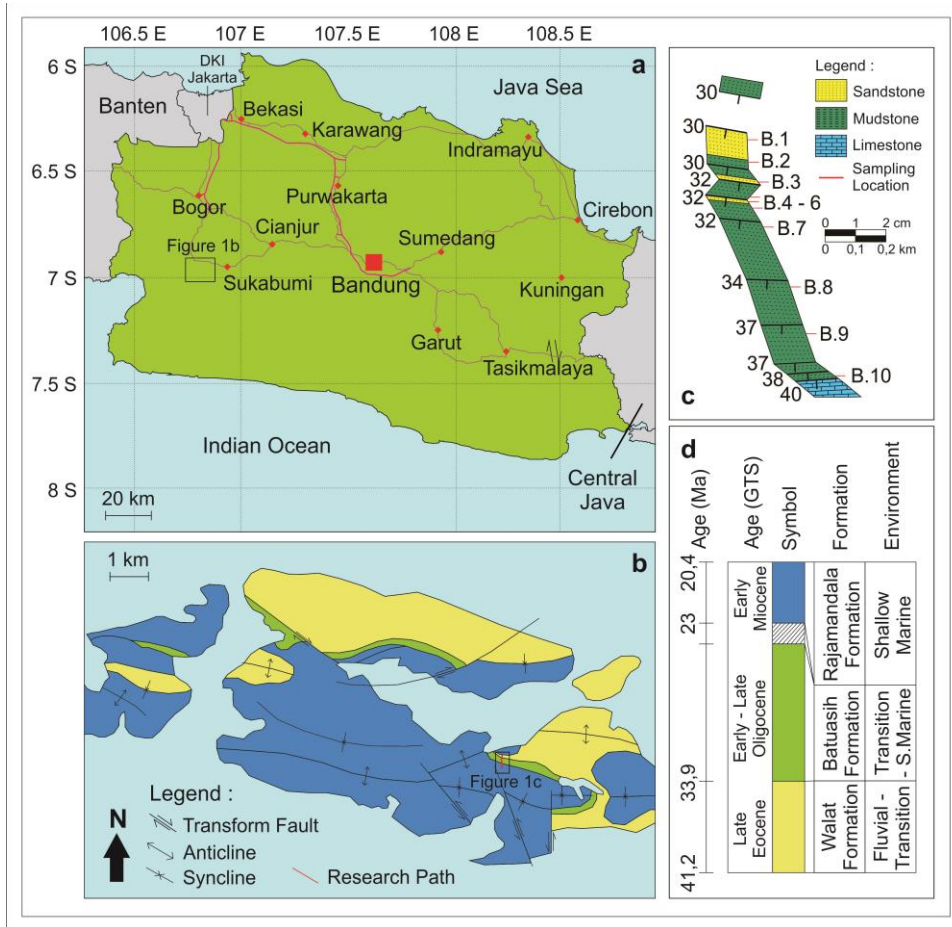 106.5 E 107 E 107.5 E 108 E 108.5 E
6 S
6.5 S
7 S
7.5 S
8 S
a
DKI
Jakarta
Banten
Java Sea
Bekasi
Karawang
Indramayu
Purwakarta
Bogor
Cirebon
Cianjur
Sumedang
Figure 1b
Sukabumi
Bandung
Kuningan
Garut
Tasikmalaya
Indian Ocean
Central
Java
20 km
1 km
b
Figure 1c
Legend :
N
Transform Fault
Anticline
Syncline
Research Path
c
Legend :
Sandstone
Mudstone
Limestone
Sampling
Location
0 1 2 cm
0 0,1 0,2 km
30
30
B.1
30
B.2
32
B.3
32
B.4 - 6
32
B.7
34
B.8
37
B.9
37
38
B.10
40
d
Age (Ma)
Age (GTS)
Symbol
Formation
Environment
20,4
23
33,9
41,2
Early
Miocene
Rajamandala
Formation
Shallow
Marine
Early - Late
Oligocene
Batuasih
Formation
Transition
- S.Marine
Late
Eocene
Walat
Formation
Fluvial -
Transition